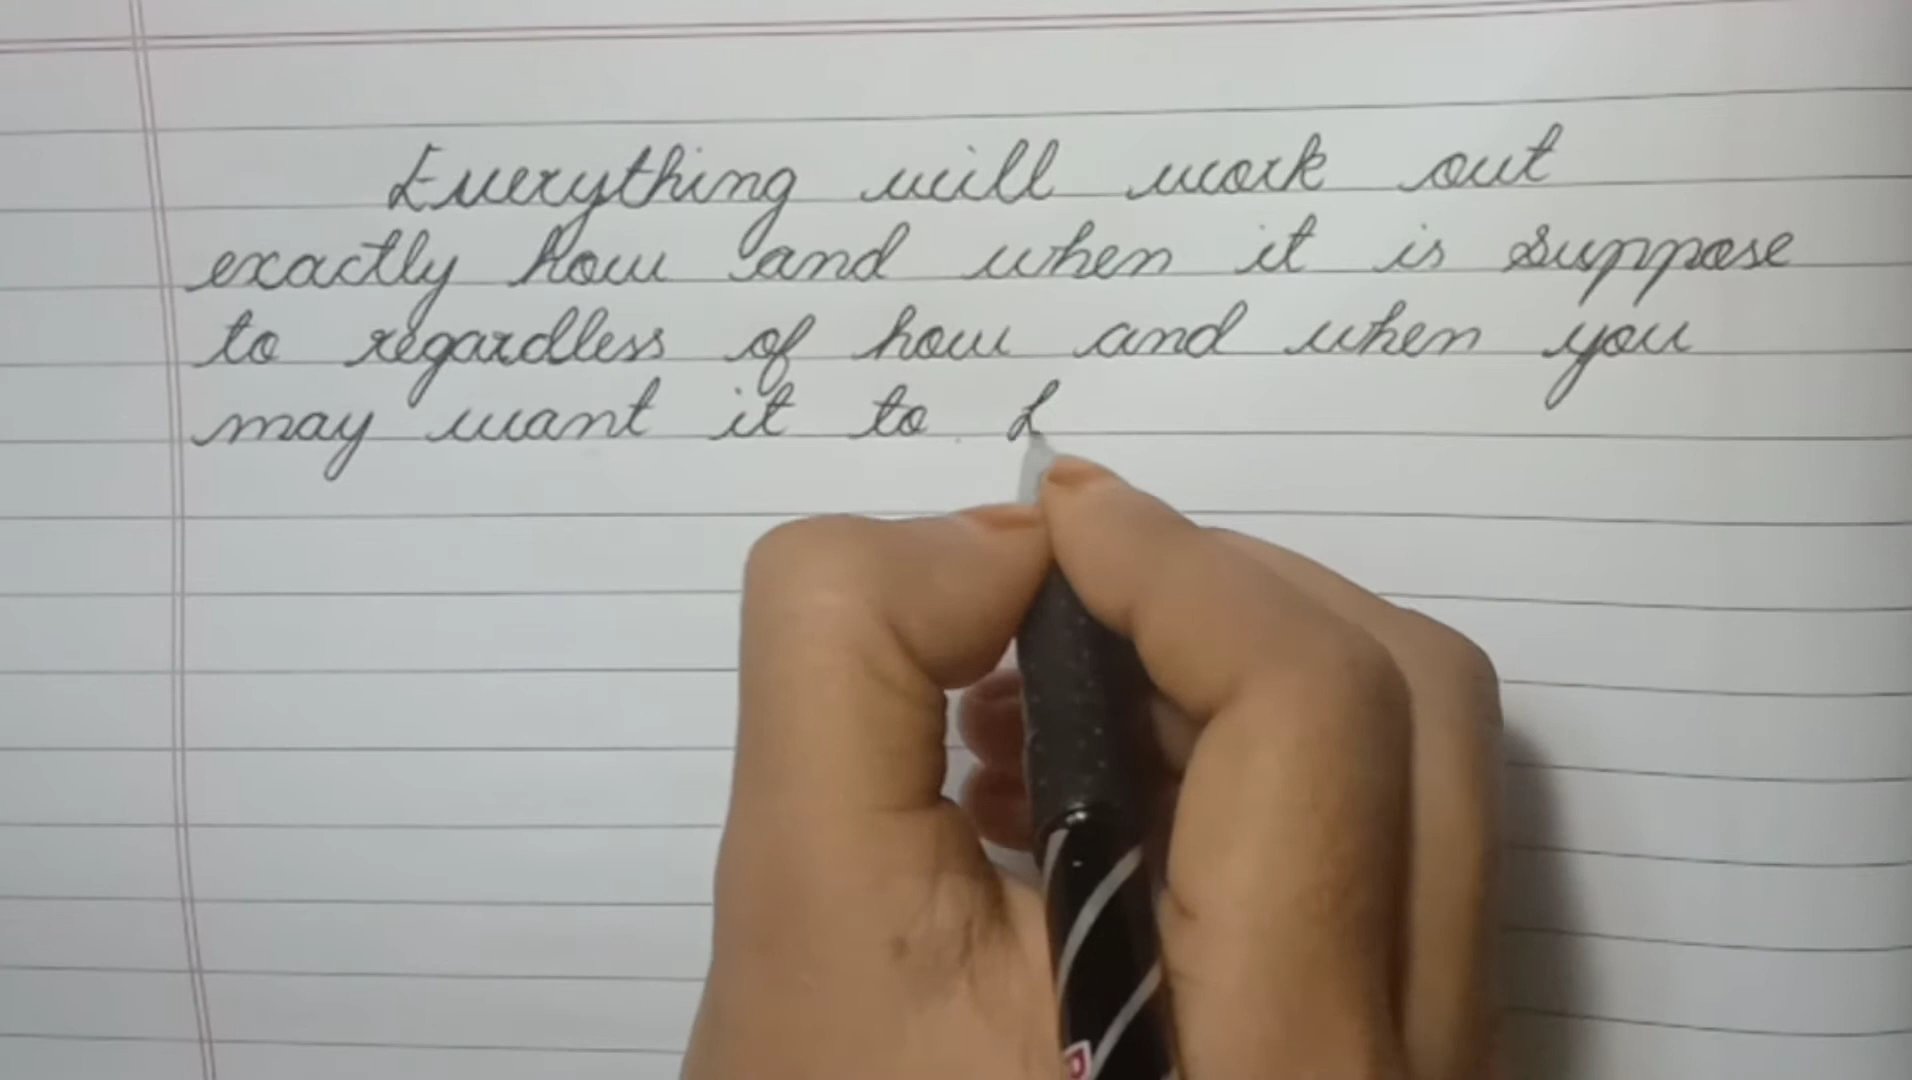 Everything will work out
exactly how and when it is suppose
to regardless of how and when you
may want it to